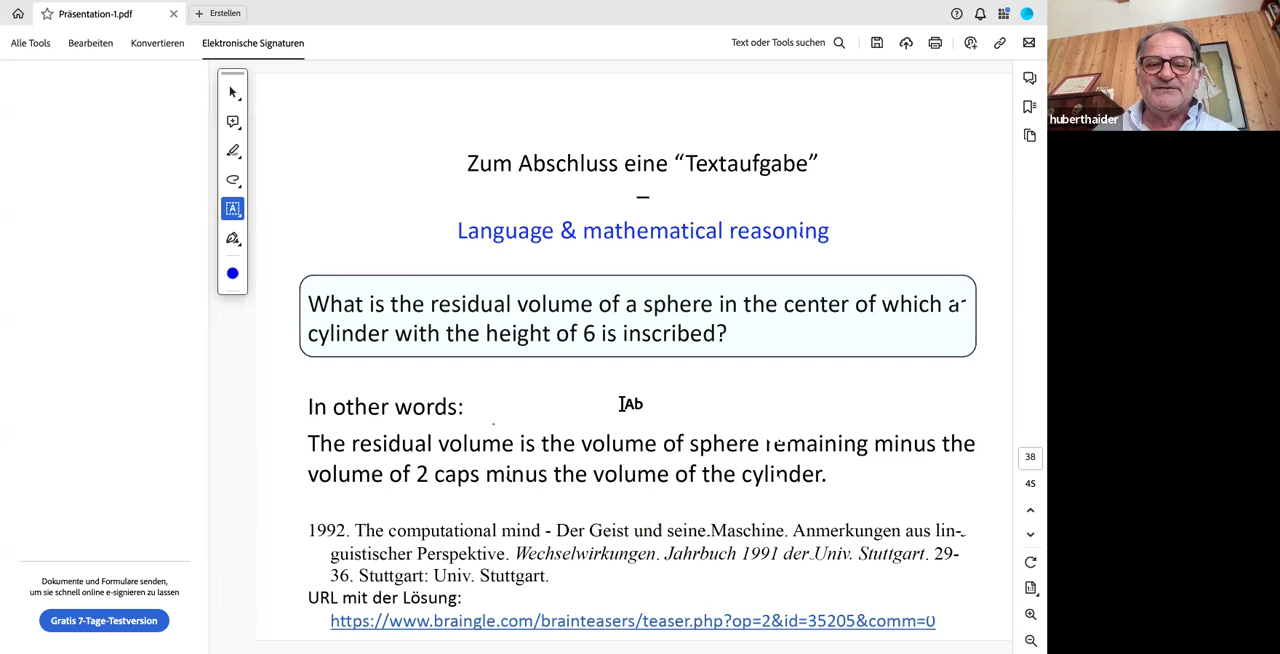 Präsentation-1.pdf
Erstellen
Alle Tools Bearbeiten Konvertieren Elektronische Signaturen
Text oder Tools suchen
huberthaider
Zum Abschluss eine “Textaufgabe”
–
Language & mathematical reasoning
What is the residual volume of a sphere in the center of which a
cylinder with the height of 6 is inscribed?
Ab
In other words:
The residual volume is the volume of sphere remaining minus the
volume of 2 caps minus the volume of the cylinder.
1992. The computational mind - Der Geist und seine Maschine. Anmerkungen aus lin-
guistischer Perspektive. Wechselwirkungen. Jahrbuch 1991 der Univ. Stuttgart. 29-
36. Stuttgart: Univ. Stuttgart.
URL mit der Lösung:
https://www.braingle.com/brainteasers/teaser.php?op=2&id=35205&comm=0
38
45
Dokumente und Formulare senden,
um sie schnell online e-signieren zu lassen
Gratis 7-Tage-Testversion